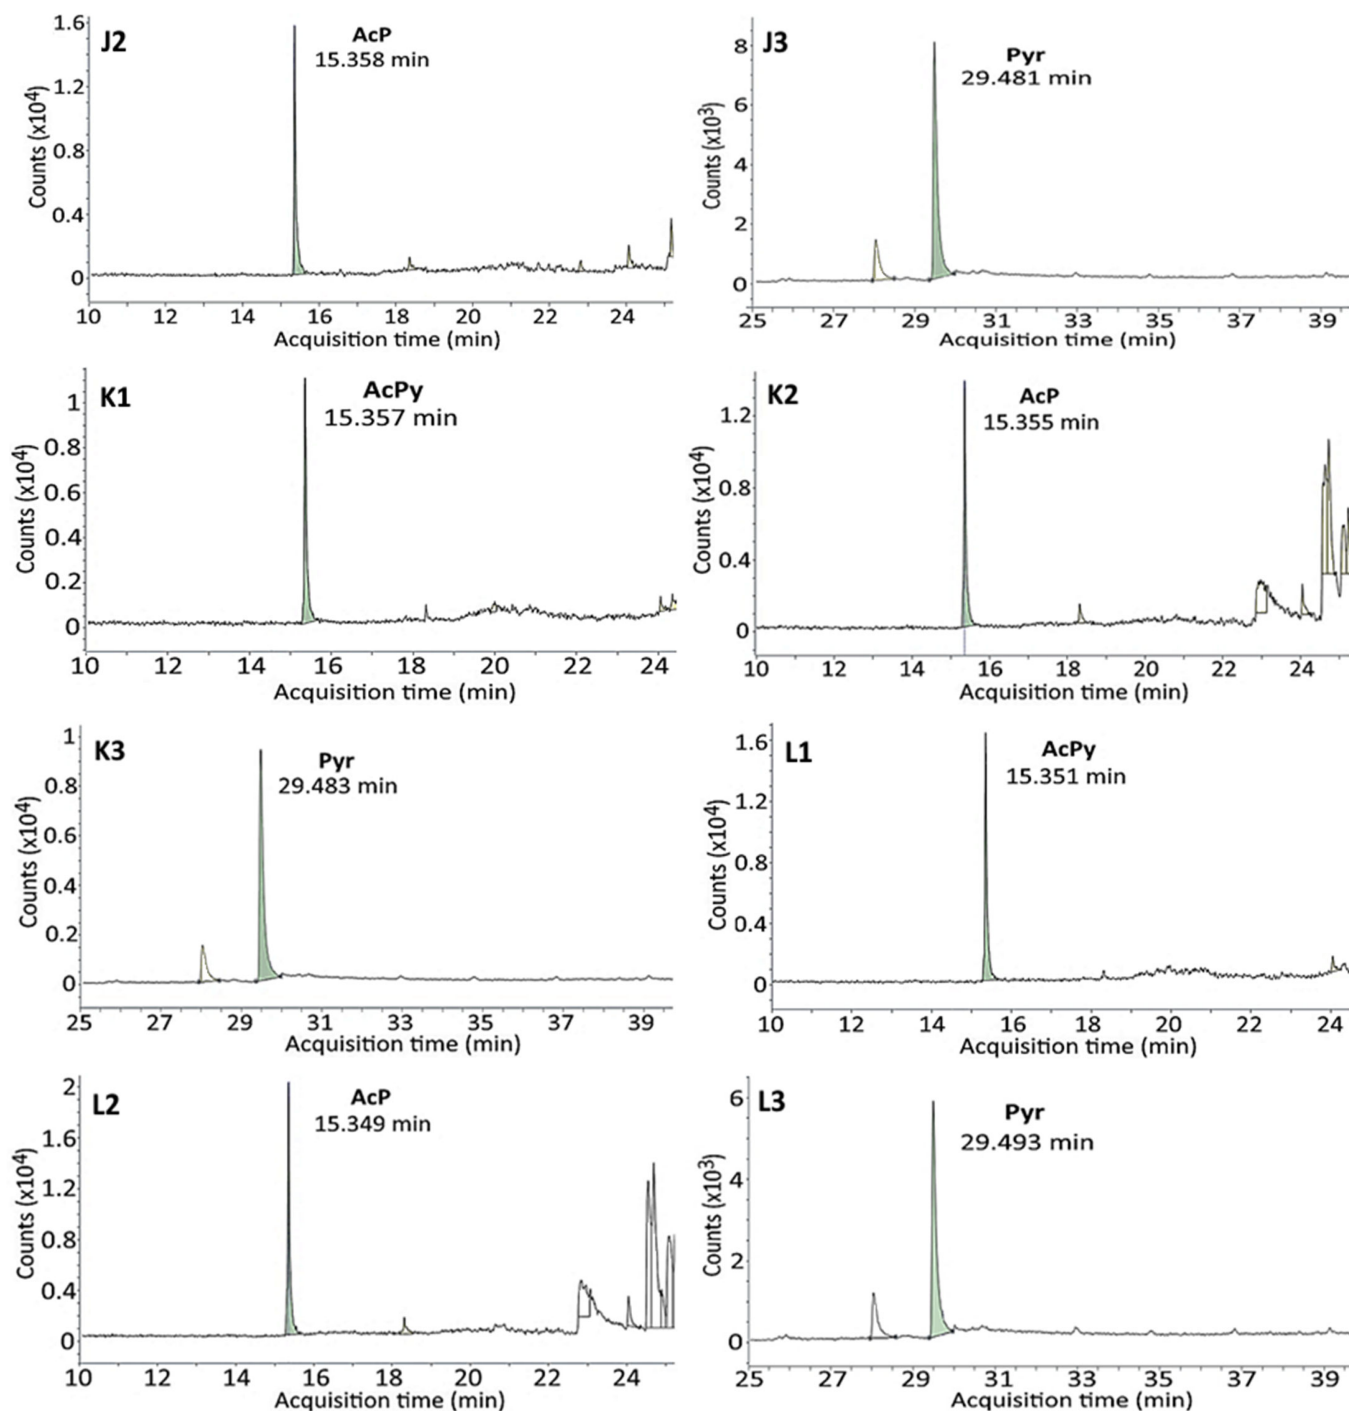 J2
AcP
15.358 min
Counts (x10⁴)
1.6
1.2
0.8
0.4
0
10 12 14 16 18 20 22 24
Acquisition time (min)
J3
Pyr
29.481 min
Counts (x10³)
8
6
4
2
0
25 27 29 31 33 35 37 39
Acquisition time (min)
K1
AcPy
15.357 min
Counts (x10⁴)
1
0.8
0.6
0.4
0.2
0
10 12 14 16 18 20 22 24
Acquisition time (min)
K2
AcP
15.355 min
Counts (x10⁴)
1.2
0.8
0.4
0
10 12 14 16 18 20 22 24
Acquisition time (min)
K3
Pyr
29.483 min
Counts (x10⁴)
1
0.8
0.6
0.4
0.2
0
25 27 29 31 33 35 37 39
Acquisition time (min)
L1
AcPy
15.351 min
Counts (x10⁴)
1.6
1.2
0.8
0.4
0
10 12 14 16 18 20 22 24
Acquisition time (min)
L2
AcP
15.349 min
Counts (x10⁴)
2
1.6
1.2
0.8
0.4
0
10 12 14 16 18 20 22 24
Acquisition time (min)
L3
Pyr
29.493 min
Counts (x10³)
6
4
2
0
25 27 29 31 33 35 37 39
Acquisition time (min)